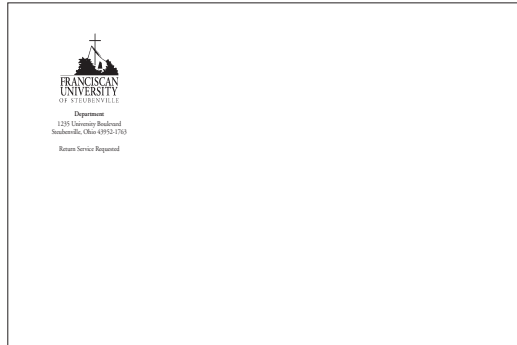 FRANCISCAN
UNIVERSITY
OF STEUBENVILLE
Department
1235 University Boulevard
Steubenville, Ohio 43952-1763
Return Service Requested